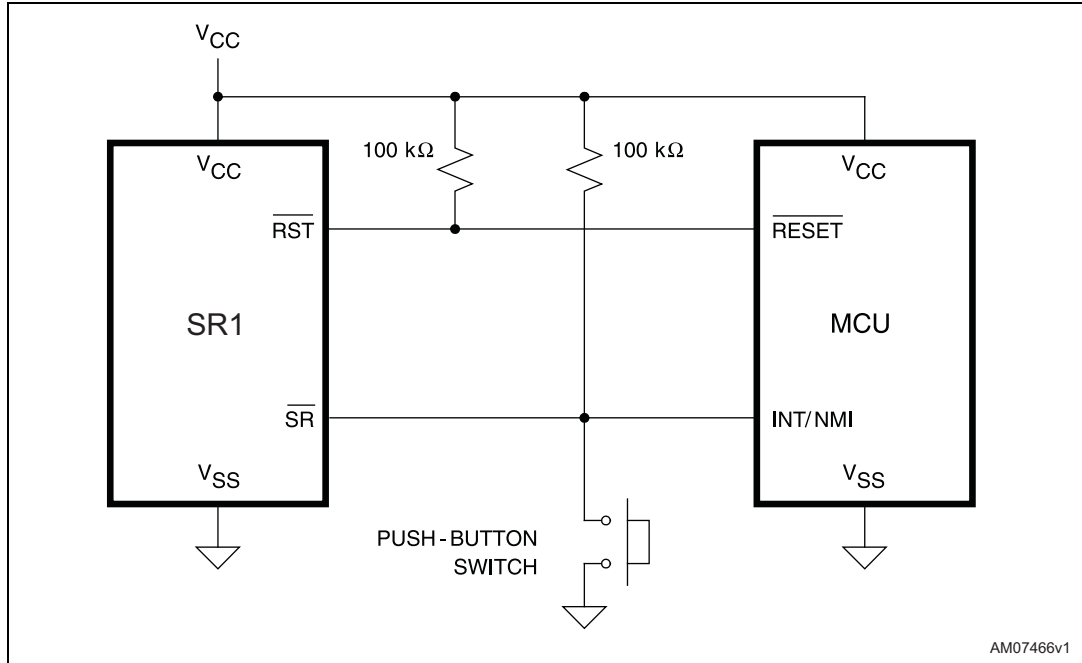 VCC
100 kΩ
100 kΩ
VCC
VCC
RST
RESET
SR1
MCU
SR
INT/NMI
VSS
VSS
PUSH-BUTTON
SWITCH
AM07466v1